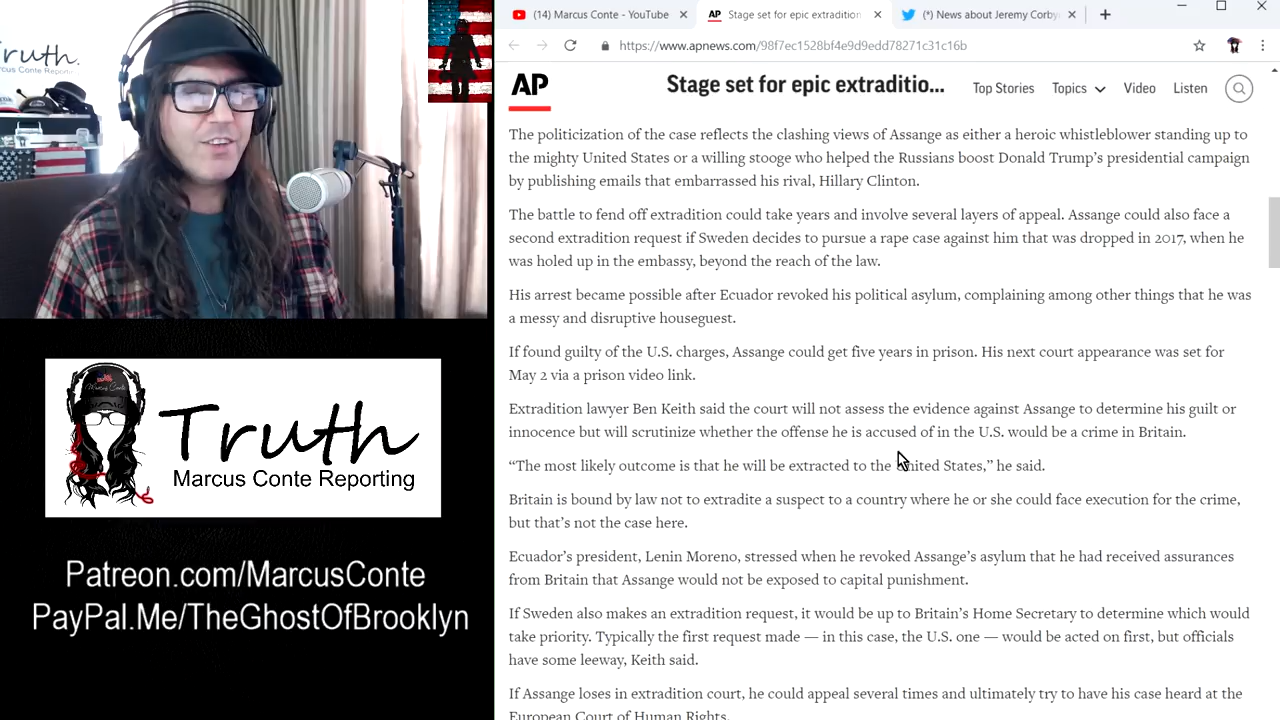 Truth.
Marcus Conte Reporting
Truth
Marcus Conte Reporting
Patreon.com/MarcusConte
PayPal.Me/TheGhostOfBrooklyn
(14) Marcus Conte - YouTube
AP Stage set for epic extradition
(*) News about Jeremy Corby
https://www.apnews.com/98f7ec1528bf4e9d9edd78271c31c16b
AP
Stage set for epic extraditio...
Top Stories
Topics
Video
Listen
The politicization of the case reflects the clashing views of Assange as either a heroic whistleblower standing up to
the mighty United States or a willing stooge who helped the Russians boost Donald Trump’s presidential campaign
by publishing emails that embarrassed his rival, Hillary Clinton.
The battle to fend off extradition could take years and involve several layers of appeal. Assange could also face a
second extradition request if Sweden decides to pursue a rape case against him that was dropped in 2017, when he
was holed up in the embassy, beyond the reach of the law.
His arrest became possible after Ecuador revoked his political asylum, complaining among other things that he was
a messy and disruptive houseguest.
If found guilty of the U.S. charges, Assange could get five years in prison. His next court appearance was set for
May 2 via a prison video link.
Extradition lawyer Ben Keith said the court will not assess the evidence against Assange to determine his guilt or
innocence but will scrutinize whether the offense he is accused of in the U.S. would be a crime in Britain.
“The most likely outcome is that he will be extracted to the United States,” he said.
Britain is bound by law not to extradite a suspect to a country where he or she could face execution for the crime,
but that’s not the case here.
Ecuador’s president, Lenin Moreno, stressed when he revoked Assange’s asylum that he had received assurances
from Britain that Assange would not be exposed to capital punishment.
If Sweden also makes an extradition request, it would be up to Britain’s Home Secretary to determine which would
take priority. Typically the first request made — in this case, the U.S. one — would be acted on first, but officials
have some leeway, Keith said.
If Assange loses in extradition court, he could appeal several times and ultimately try to have his case heard at the
European Court of Human Rights.